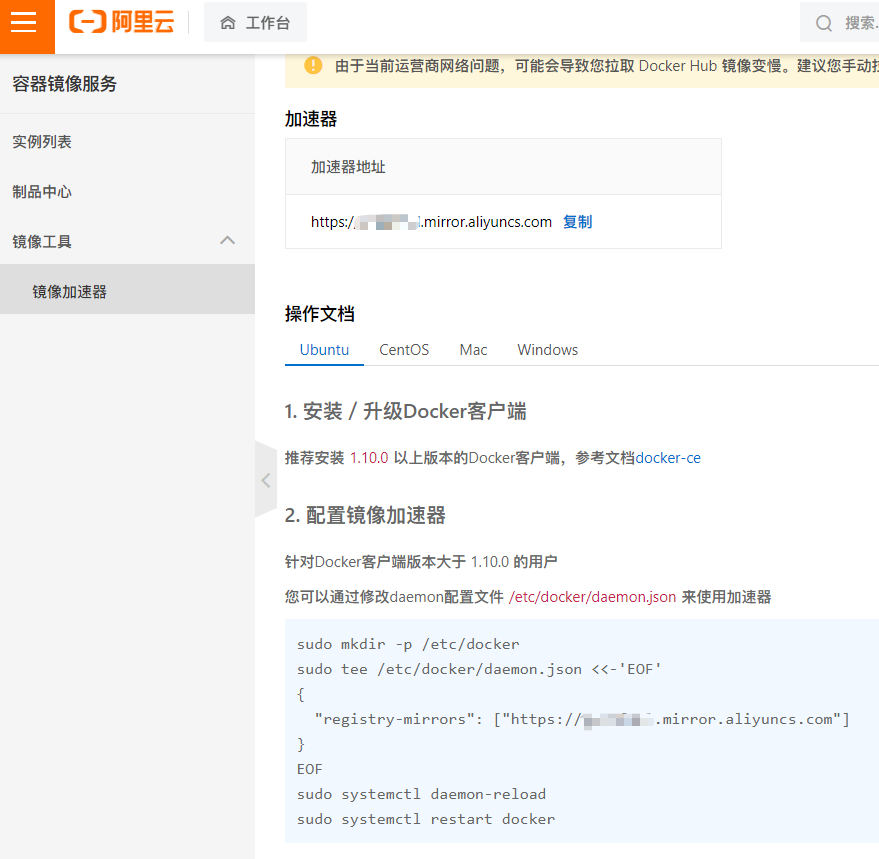 阿里云
工作台
搜索.
容器镜像服务
实例列表
制品中心
镜像工具
镜像加速器
由于当前运营商网络问题，可能会导致您拉取 Docker Hub 镜像变慢。建议您手动拉
加速器
加速器地址
https:/ .mirror.aliyuncs.com 复制
操作文档
Ubuntu CentOS Mac Windows
1. 安装 / 升级Docker客户端
推荐安装 1.10.0 以上版本的Docker客户端，参考文档docker-ce
2. 配置镜像加速器
针对Docker客户端版本大于 1.10.0 的用户
您可以通过修改daemon配置文件 /etc/docker/daemon.json 来使用加速器
sudo mkdir -p /etc/docker
sudo tee /etc/docker/daemon.json <<-'EOF'
{
"registry-mirrors": ["https:// .mirror.aliyuncs.com"]
}
EOF
sudo systemctl daemon-reload
sudo systemctl restart docker